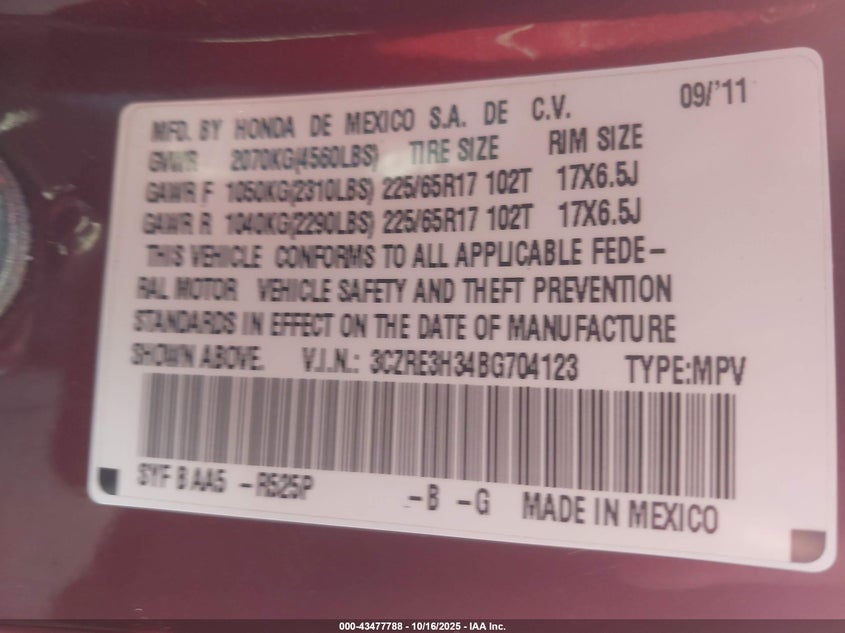 MFD. BY HONDA DE MEXICO S.A. DE C.V. 09/'11
GVWR 2070KG(4560LBS) TIRE SIZE RIM SIZE
GAWR F 1050KG(2310LBS) 225/65R17 102T 17X6.5J
GAWR R 1040KG(2290LBS) 225/65R17 102T 17X6.5J
THIS VEHICLE CONFORMS TO ALL APPLICABLE FEDE-
RAL MOTOR VEHICLE SAFETY AND THEFT PREVENTION
STANDARDS IN EFFECT ON THE DATE OF MANUFACTURE
SHOWN ABOVE. V.I.N.: 3CZRE3H34BG704123 TYPE:MPV
SYF B AA5 -R525P -B -G MADE IN MEXICO
000-43477788 - 10/16/2025 - IAA Inc.